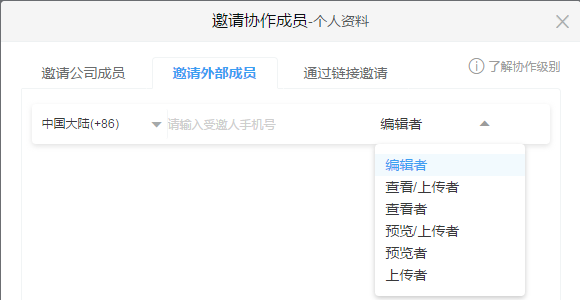 邀请协作成员-个人资料
邀请公司成员 邀请外部成员 通过链接邀请 了解协作级别
中国大陆(+86) 请输入受邀人手机号 编辑者
编辑者
查看/上传者
查看者
预览/上传者
预览者
上传者